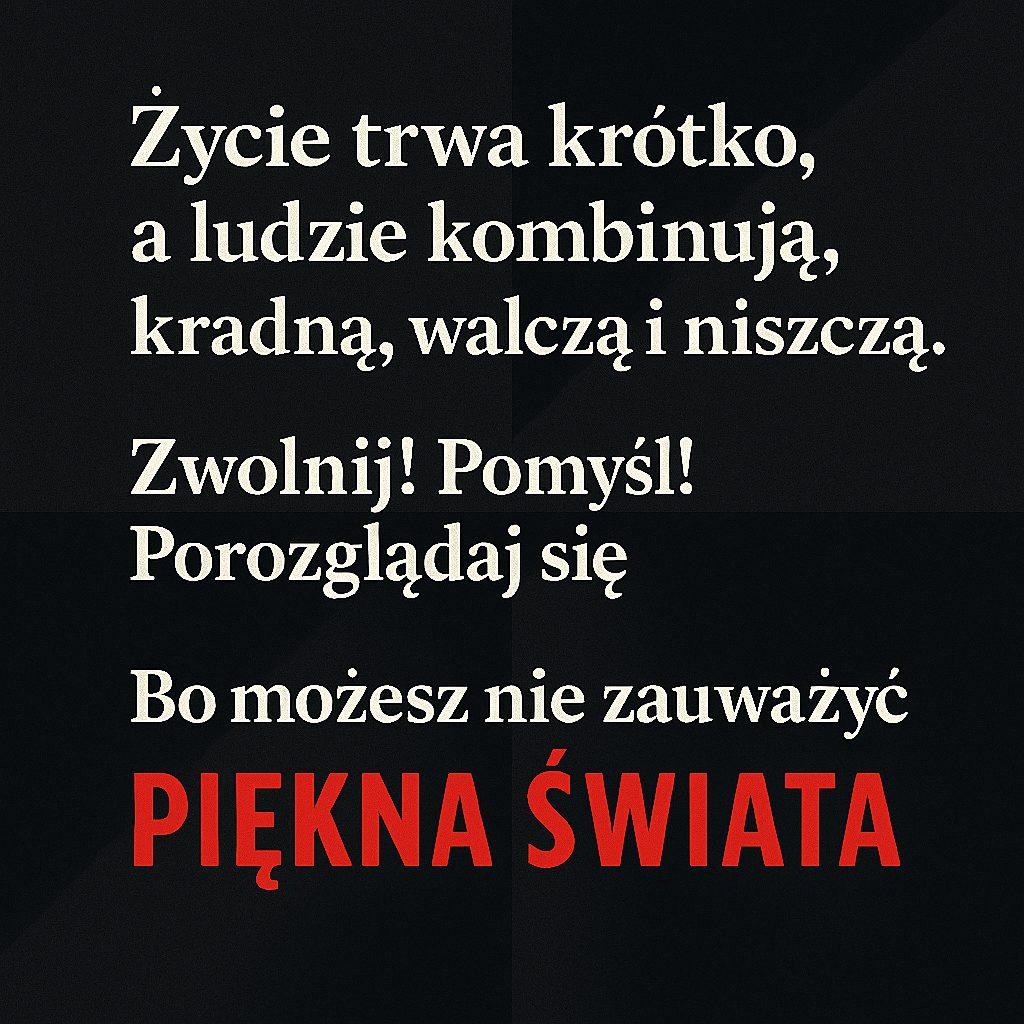 Życie trwa krótko,
a ludzie kombinują,
kradną, walczą i niszczą.
Zwolnij! Pomyśl!
Porozglądaj się
Bo możesz nie zauważyć
PIĘKNA ŚWIATA